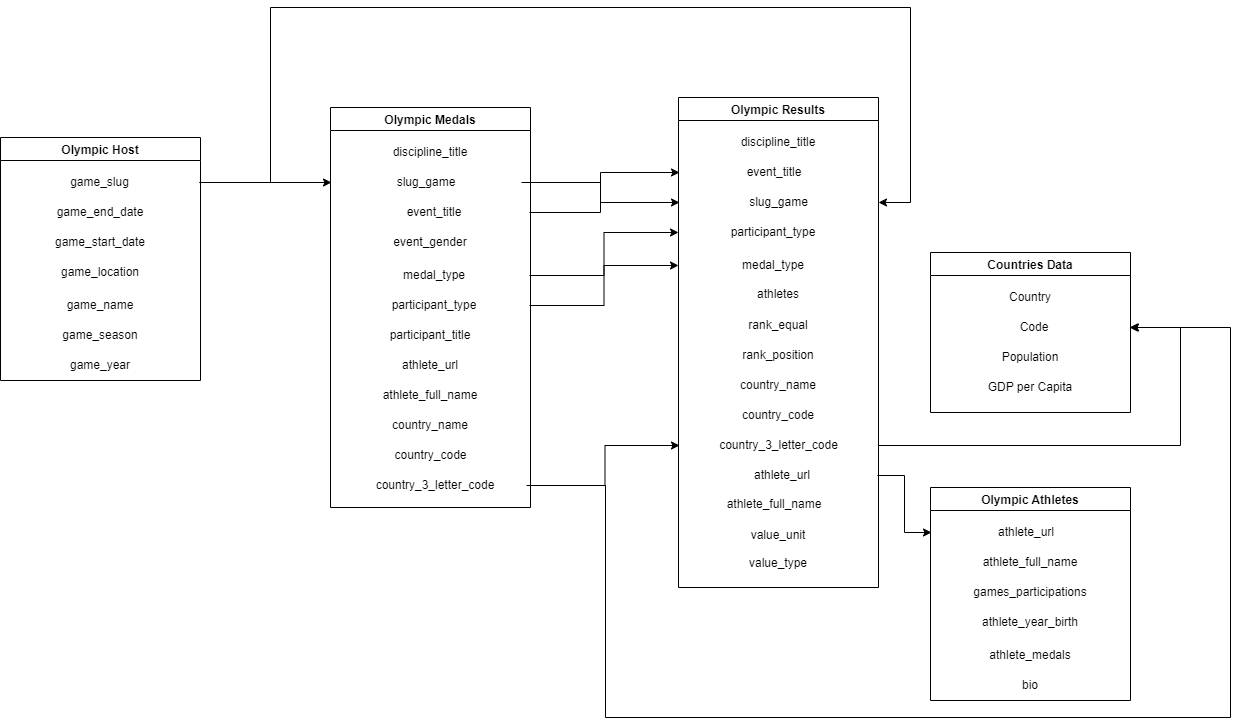 Olympic Host
game_slug
game_end_date
game_start_date
game_location
game_name
game_season
game_year
Olympic Medals
discipline_title
slug_game
event_title
event_gender
medal_type
participant_type
participant_title
athlete_url
athlete_full_name
country_name
country_code
country_3_letter_code
Olympic Results
discipline_title
event_title
slug_game
participant_type
medal_type
athletes
rank_equal
rank_position
country_name
country_code
country_3_letter_code
athlete_url
athlete_full_name
value_unit
value_type
Countries Data
Country
Code
Population
GDP per Capita
Olympic Athletes
athlete_url
athlete_full_name
games_participations
athlete_year_birth
athlete_medals
bio